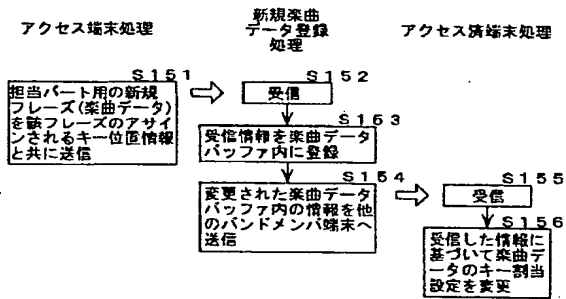 アクセス端末処理
新規楽曲
データ登録
処理
アクセス済端末処理
S151
担当パート用の新規
フレーズ(楽曲データ)
を該フレーズのアサイ
ンされるキー位置情報
と共に送信
S152
受信
S153
受信情報を楽曲データ
バッファ内に登録
S154
変更された楽曲データ
バッファ内の情報を他
のバンドメンバ端末へ
送信
S155
受信
S156
受信した情報に
基づいて楽曲デ
ータのキー割当
設定を変更